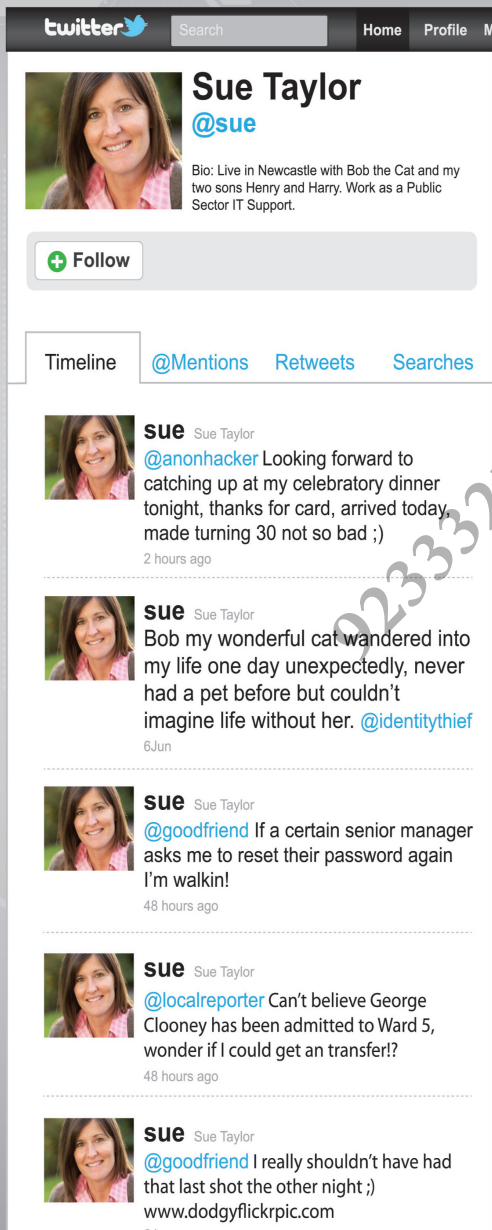 twitter
Search
Home Profile M
Sue Taylor
@sue
Bio: Live in Newcastle with Bob the Cat and my
two sons Henry and Harry. Work as a Public
Sector IT Support.
Follow
Timeline @Mentions Retweets Searches
sue Sue Taylor
@anonhacker Looking forward to
catching up at my celebratory dinner
tonight, thanks for card, arrived today,
made turning 30 not so bad ;)
2 hours ago
sue Sue Taylor
Bob my wonderful cat wandered into
my life one day unexpectedly, never
had a pet before but couldn't
imagine life without her. @identitythief
6Jun
sue Sue Taylor
@goodfriend If a certain senior manager
asks me to reset their password again
I'm walkin!
48 hours ago
sue Sue Taylor
@localreporter Can't believe George
Clooney has been admitted to Ward 5,
wonder if I could get an transfer!?
48 hours ago
sue Sue Taylor
@goodfriend I really shouldn't have had
that last shot the other night ;)
www.dodgyflickrpic.com